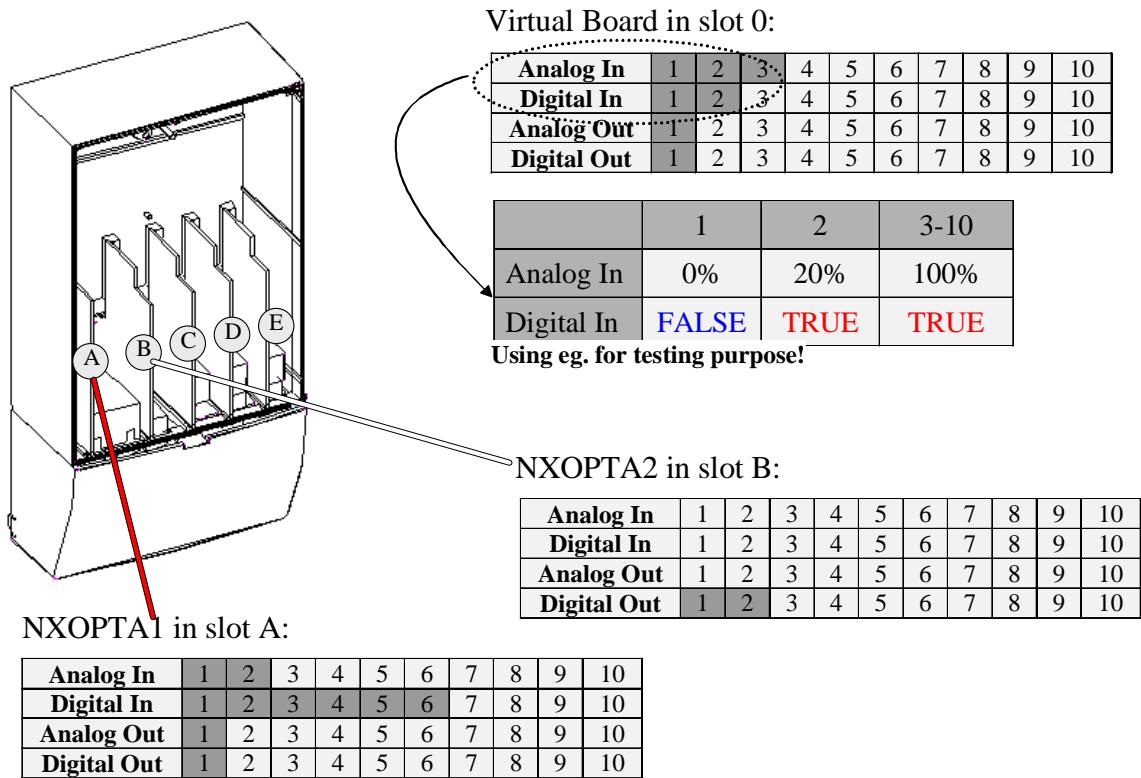 Virtual Board in slot 0:
Analog In 1 2 3 4 5 6 7 8 9 10
Digital In 1 2 3 4 5 6 7 8 9 10
Analog Out 1 2 3 4 5 6 7 8 9 10
Digital Out 1 2 3 4 5 6 7 8 9 10
1 2 3-10
Analog In 0% 20% 100%
Digital In FALSE TRUE TRUE
Using eg. for testing purpose!
A B C D E
NXOPTA2 in slot B:
Analog In 1 2 3 4 5 6 7 8 9 10
Digital In 1 2 3 4 5 6 7 8 9 10
Analog Out 1 2 3 4 5 6 7 8 9 10
Digital Out 1 2 3 4 5 6 7 8 9 10
NXOPTA1 in slot A:
Analog In 1 2 3 4 5 6 7 8 9 10
Digital In 1 2 3 4 5 6 7 8 9 10
Analog Out 1 2 3 4 5 6 7 8 9 10
Digital Out 1 2 3 4 5 6 7 8 9 10